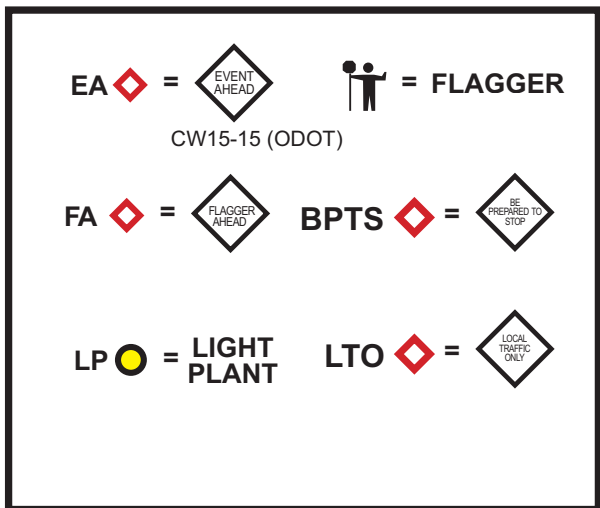 EA = EVENT
AHEAD
CW15-15 (ODOT)
= FLAGGER
FA = FLAGGER
AHEAD
BPTS = BE
PREPARED TO
STOP
LP = LIGHT
PLANT
LTO = LOCAL
TRAFFIC
ONLY